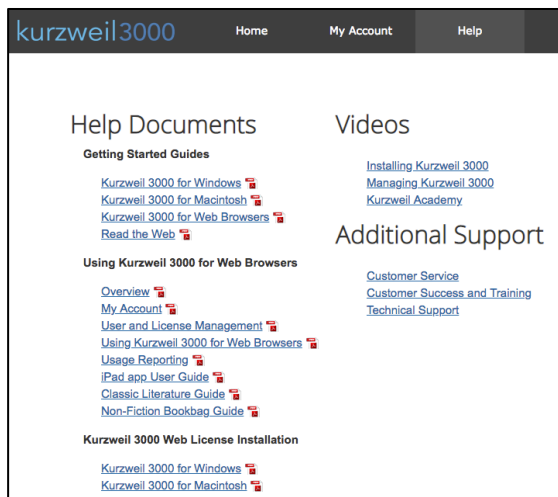 kurzweil3000
Home
My Account
Help
Help Documents
Getting Started Guides
Kurzweil 3000 for Windows
Kurzweil 3000 for Macintosh
Kurzweil 3000 for Web Browsers
Read the Web
Using Kurzweil 3000 for Web Browsers
Overview
My Account
User and License Management
Using Kurzweil 3000 for Web Browsers
Usage Reporting
iPad app User Guide
Classic Literature Guide
Non-Fiction Bookbag Guide
Kurzweil 3000 Web License Installation
Kurzweil 3000 for Windows
Kurzweil 3000 for Macintosh
Videos
Installing Kurzweil 3000
Managing Kurzweil 3000
Kurzweil Academy
Additional Support
Customer Service
Customer Success and Training
Technical Support